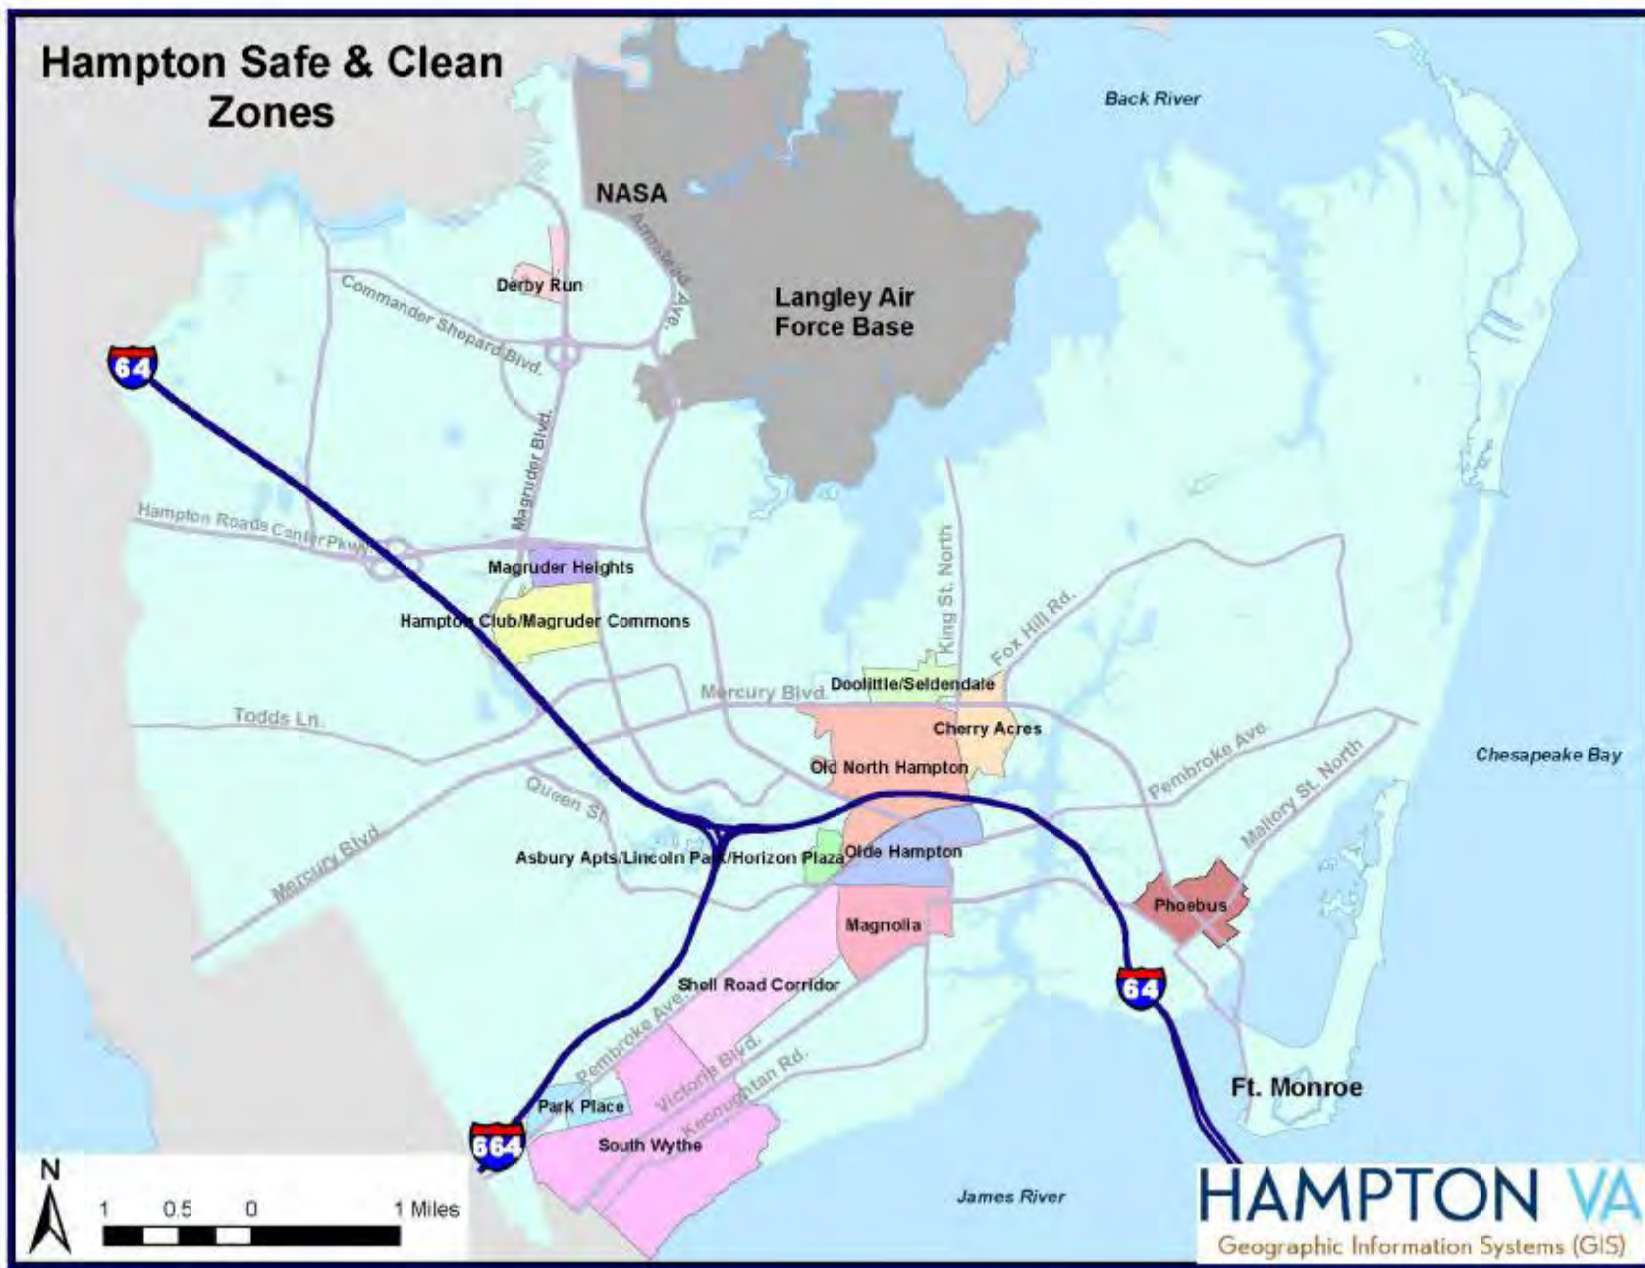 Hampton Safe & Clean
Zones
Back River
NASA
Armistead Ave.
Derby Run
Langley Air
Force Base
Commander Shepard Blvd.
64
Magruder Blvd.
Hampton Roads Center Pkwy.
King St. North
Magruder Heights
Fox Hill Rd.
Hampton Club/Magruder Commons
Doolittle/Seldendale
Mercury Blvd.
Todds Ln.
Cherry Acres
Chesapeake Bay
Pembroke Ave.
Old North Hampton
Mallory St. North
Queen St.
Mercury Blvd.
Asbury Apts/Lincoln Park/Horizon Plaza
Olde Hampton
Phoebus
Magnolia
Shell Road Corridor
64
Pembroke Ave.
Victoria Blvd.
Kecoughtan Rd.
Ft. Monroe
Park Place
664
South Wythe
James River
N
1 0.5 0 1 Miles
HAMPTON VA
Geographic Information Systems (GIS)